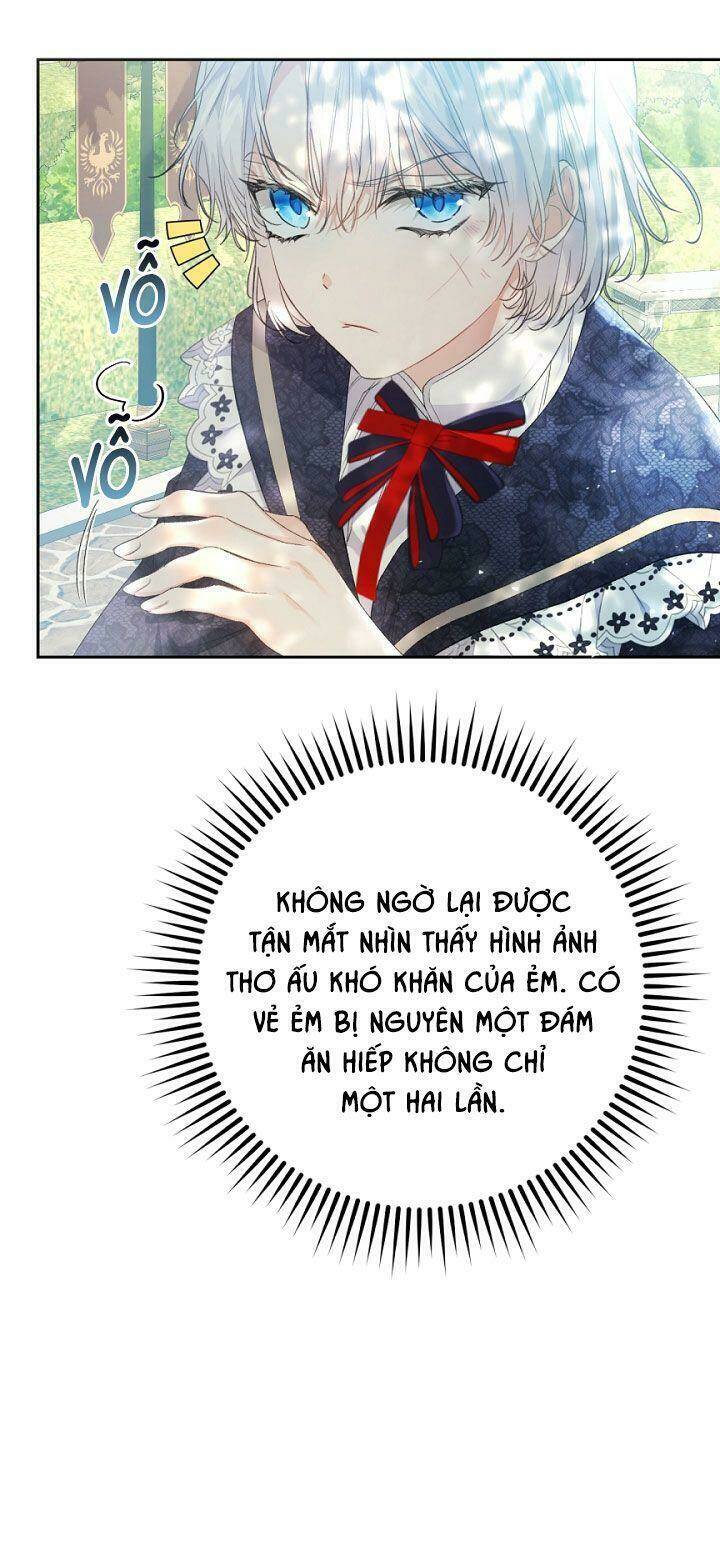 VỖ
VỖ
KHÔNG NGỜ LẠI ĐƯỢC
TẬN MẮT NHÌN THẤY HÌNH ẢNH
THƠ ẤU KHÓ KHĂN CỦA ẺM. CÓ
VẺ ẺM BỊ NGUYÊN MỘT ĐÁM
ĂN HIẾP KHÔNG CHỈ
MỘT HAI LẦN.